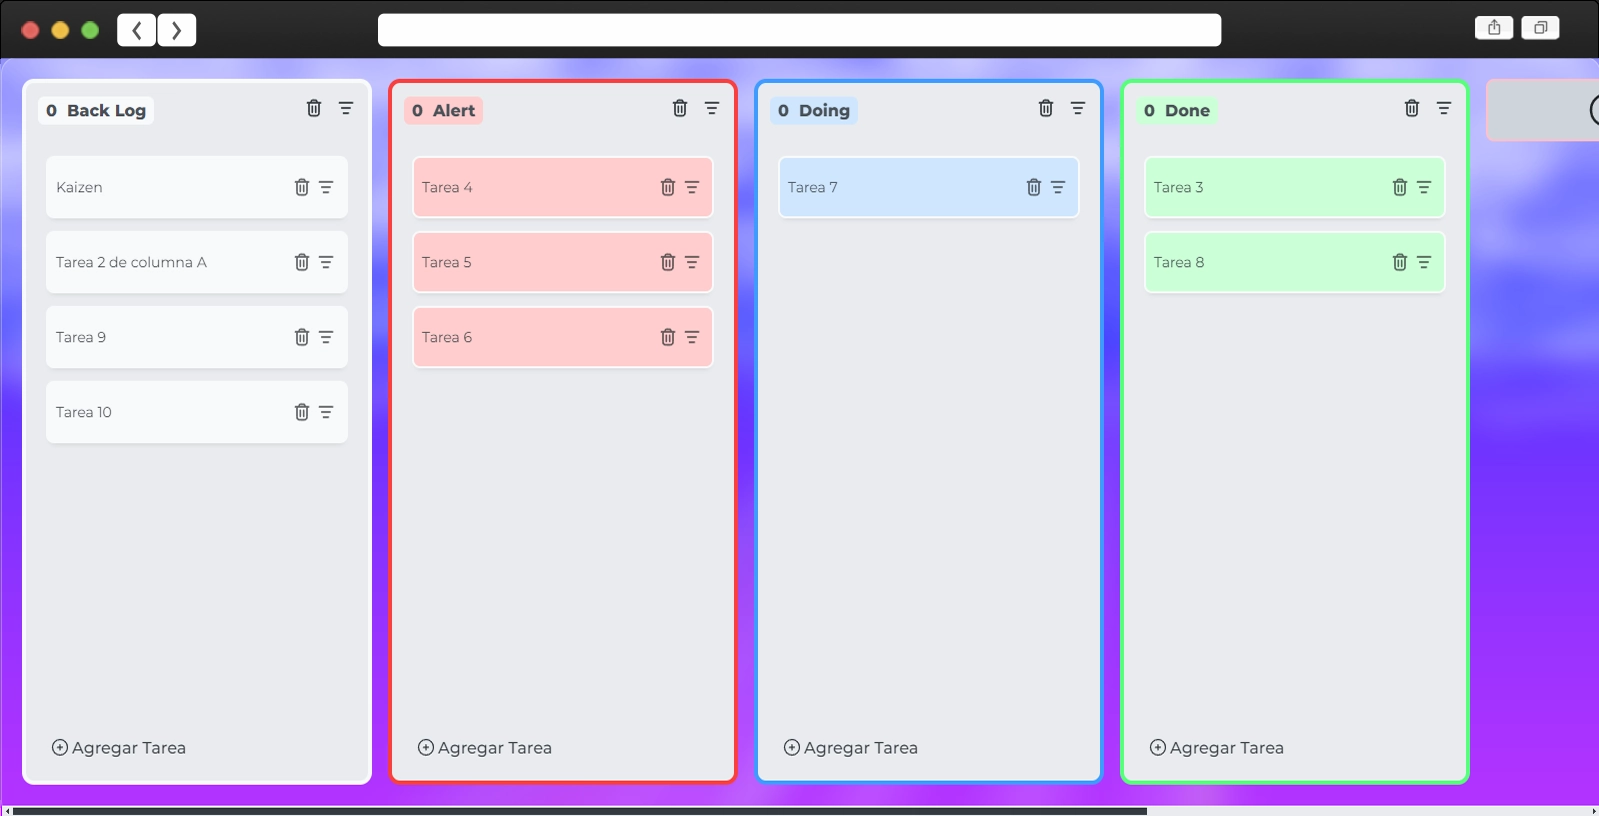 0 Back Log
Kaizen
Tarea 2 de columna A
Tarea 9
Tarea 10
Agregar Tarea
0 Alert
Tarea 4
Tarea 5
Tarea 6
Agregar Tarea
0 Doing
Tarea 7
Agregar Tarea
0 Done
Tarea 3
Tarea 8
Agregar Tarea